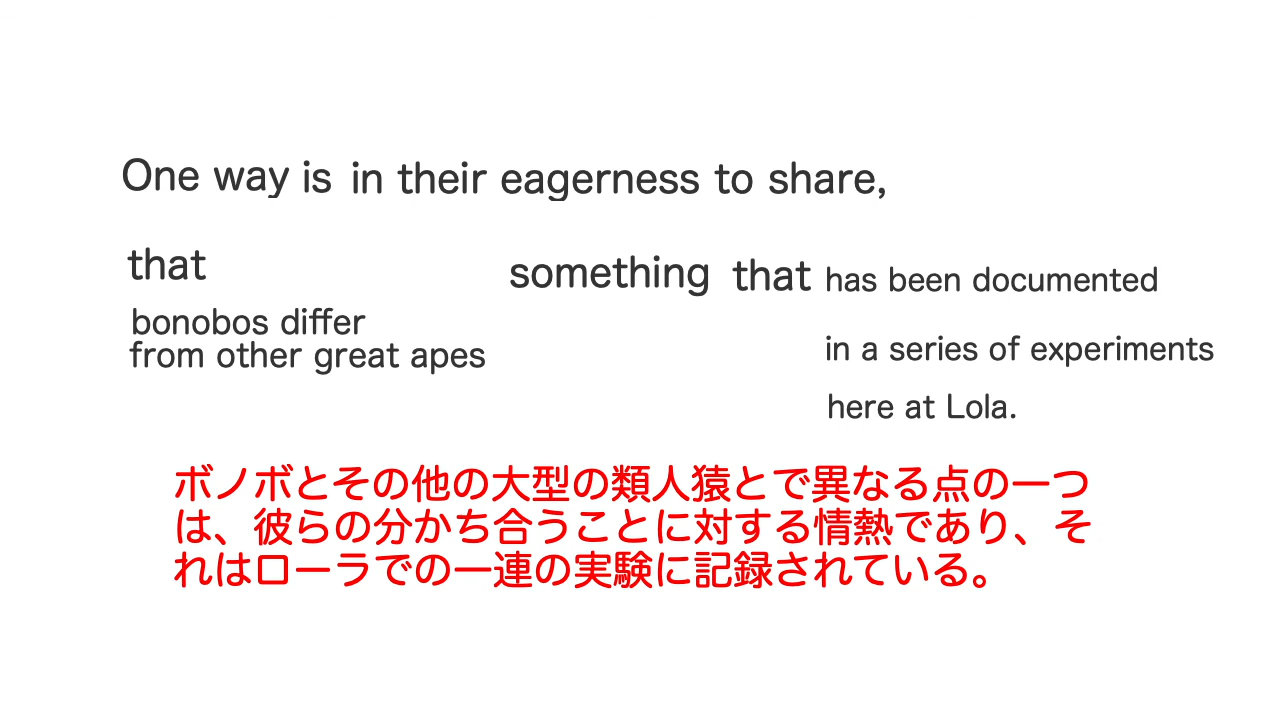 One way is in their eagerness to share,
that
something that has been documented
bonobos differ
from other great apes
in a series of experiments
here at Lola.
ボノボとその他の大型の類人猿とで異なる点の一つ
は、彼らの分かち合うことに対する情熱であり、そ
れはローラでの一連の実験に記録されている。